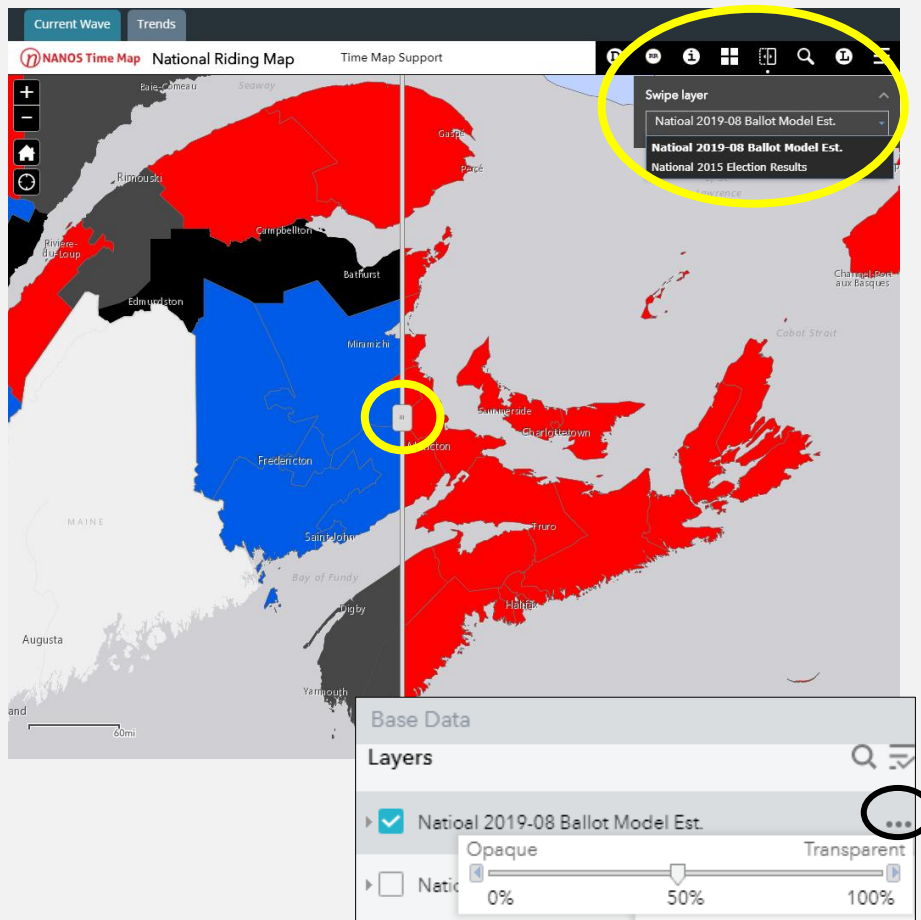 Current Wave Trends
NANOS Time Map National Riding Map Time Map Support
RR i L
Baie-Comeau Seaway
Swipe layer
Natioal 2019-08 Ballot Model Est.
Natioal 2019-08 Ballot Model Est.
National 2015 Election Results
Gaspé
Percé
Rimouski
Lawrence
Campbellton
Rivière-
du-Loup
Bathurst
Edmundston
Channel-Port
aux Basques
Cabot Strait
Miramichi
Summerside
Charlottetown
Moncton
Fredericton
MAINE
Truro
Saint John
Bay of Fundy
Halifax
Digby
Augusta
Yarmouth
and
60mi
Base Data
Layers
Natioal 2019-08 Ballot Model Est.
Opaque Transparent
Natio
0% 50% 100%